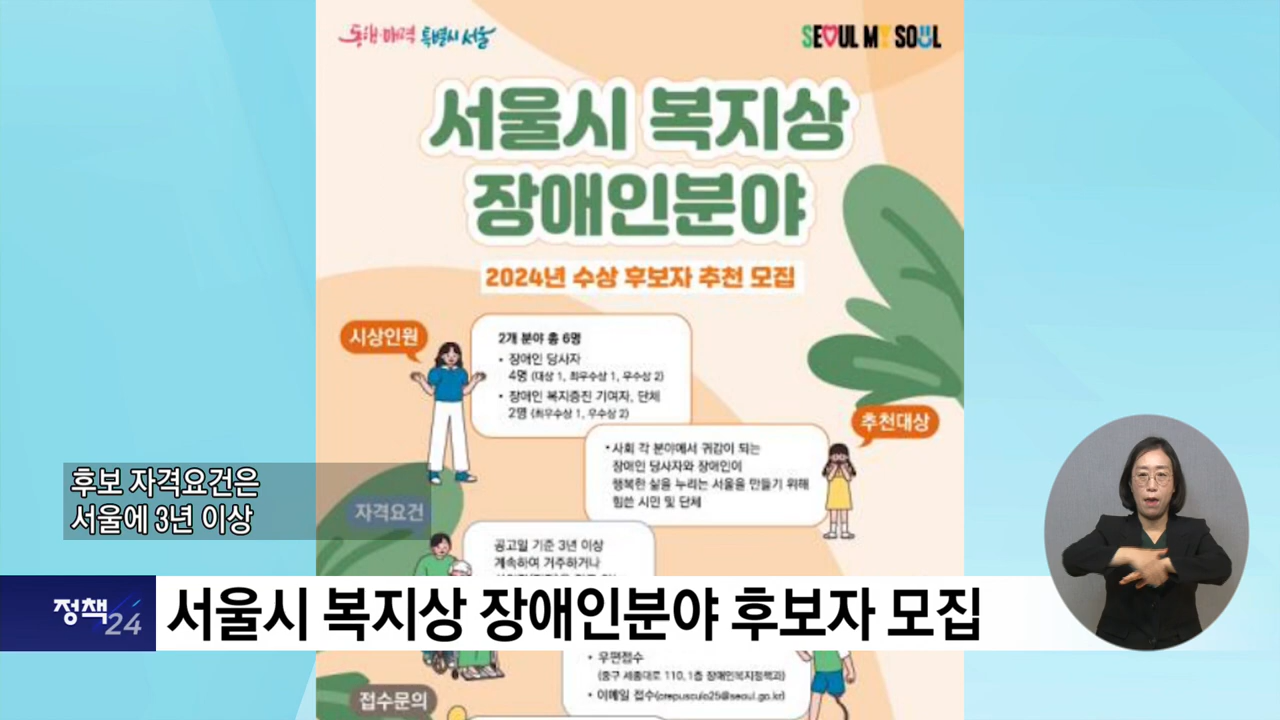 동행·매력 특별시 서울
SEOUL MY SOUL
서울시 복지상
장애인분야
2024년 수상 후보자 추천 모집
시상인원
2개 분야 총 6명
• 장애인 당사자
4명 (대상 1, 최우수상 1, 우수상 2)
• 장애인 복지증진 기여자, 단체
2명 (최우수상 1, 우수상 2)
추천대상
• 사회 각 분야에서 귀감이 되는
장애인 당사자와 장애인이
행복한 삶을 누리는 서울을 만들기 위해
힘쓴 시민 및 단체
후보 자격요건은
서울에 3년 이상
자격요건
공고일 기준 3년 이상
계속하여 거주하거나
정책24
서울시 복지상 장애인분야 후보자 모집
• 우편접수
(중구 세종대로 110, 1층 장애인복지정책과)
• 이메일 접수(crepusculo25@seoul.go.kr)
접수문의